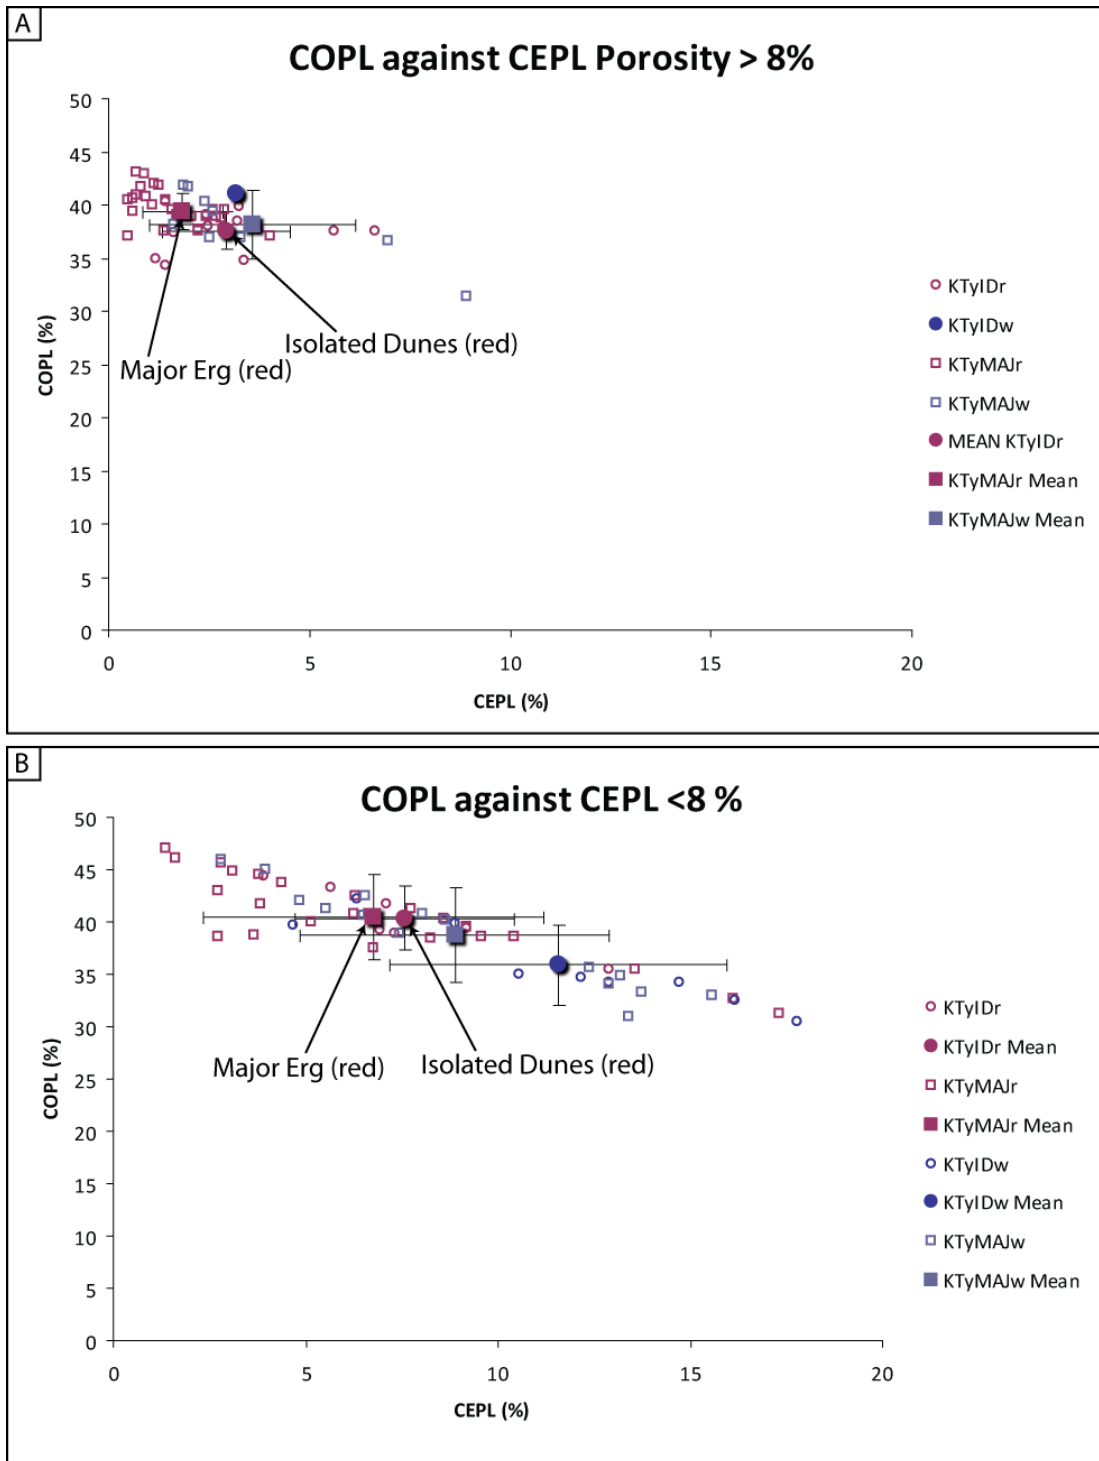 A
COPL against CEPL Porosity > 8%
50
45
40
35
30
25
20
15
10
5
0
COPL (%)
0 5 10 15 20
CEPL (%)
Isolated Dunes (red)
Major Erg (red)
KTyIDr
KTyIDw
KTyMAJr
KTyMAJw
MEAN KTyIDr
KTyMAJr Mean
KTyMAJw Mean
B
COPL against CEPL <8 %
50
45
40
35
30
25
20
15
10
5
0
COPL (%)
0 5 10 15 20
CEPL (%)
Major Erg (red)
Isolated Dunes (red)
KTyIDr
KTyIDr Mean
KTyMAJr
KTyMAJr Mean
KTyIDw
KTyIDw Mean
KTyMAJw
KTyMAJw Mean